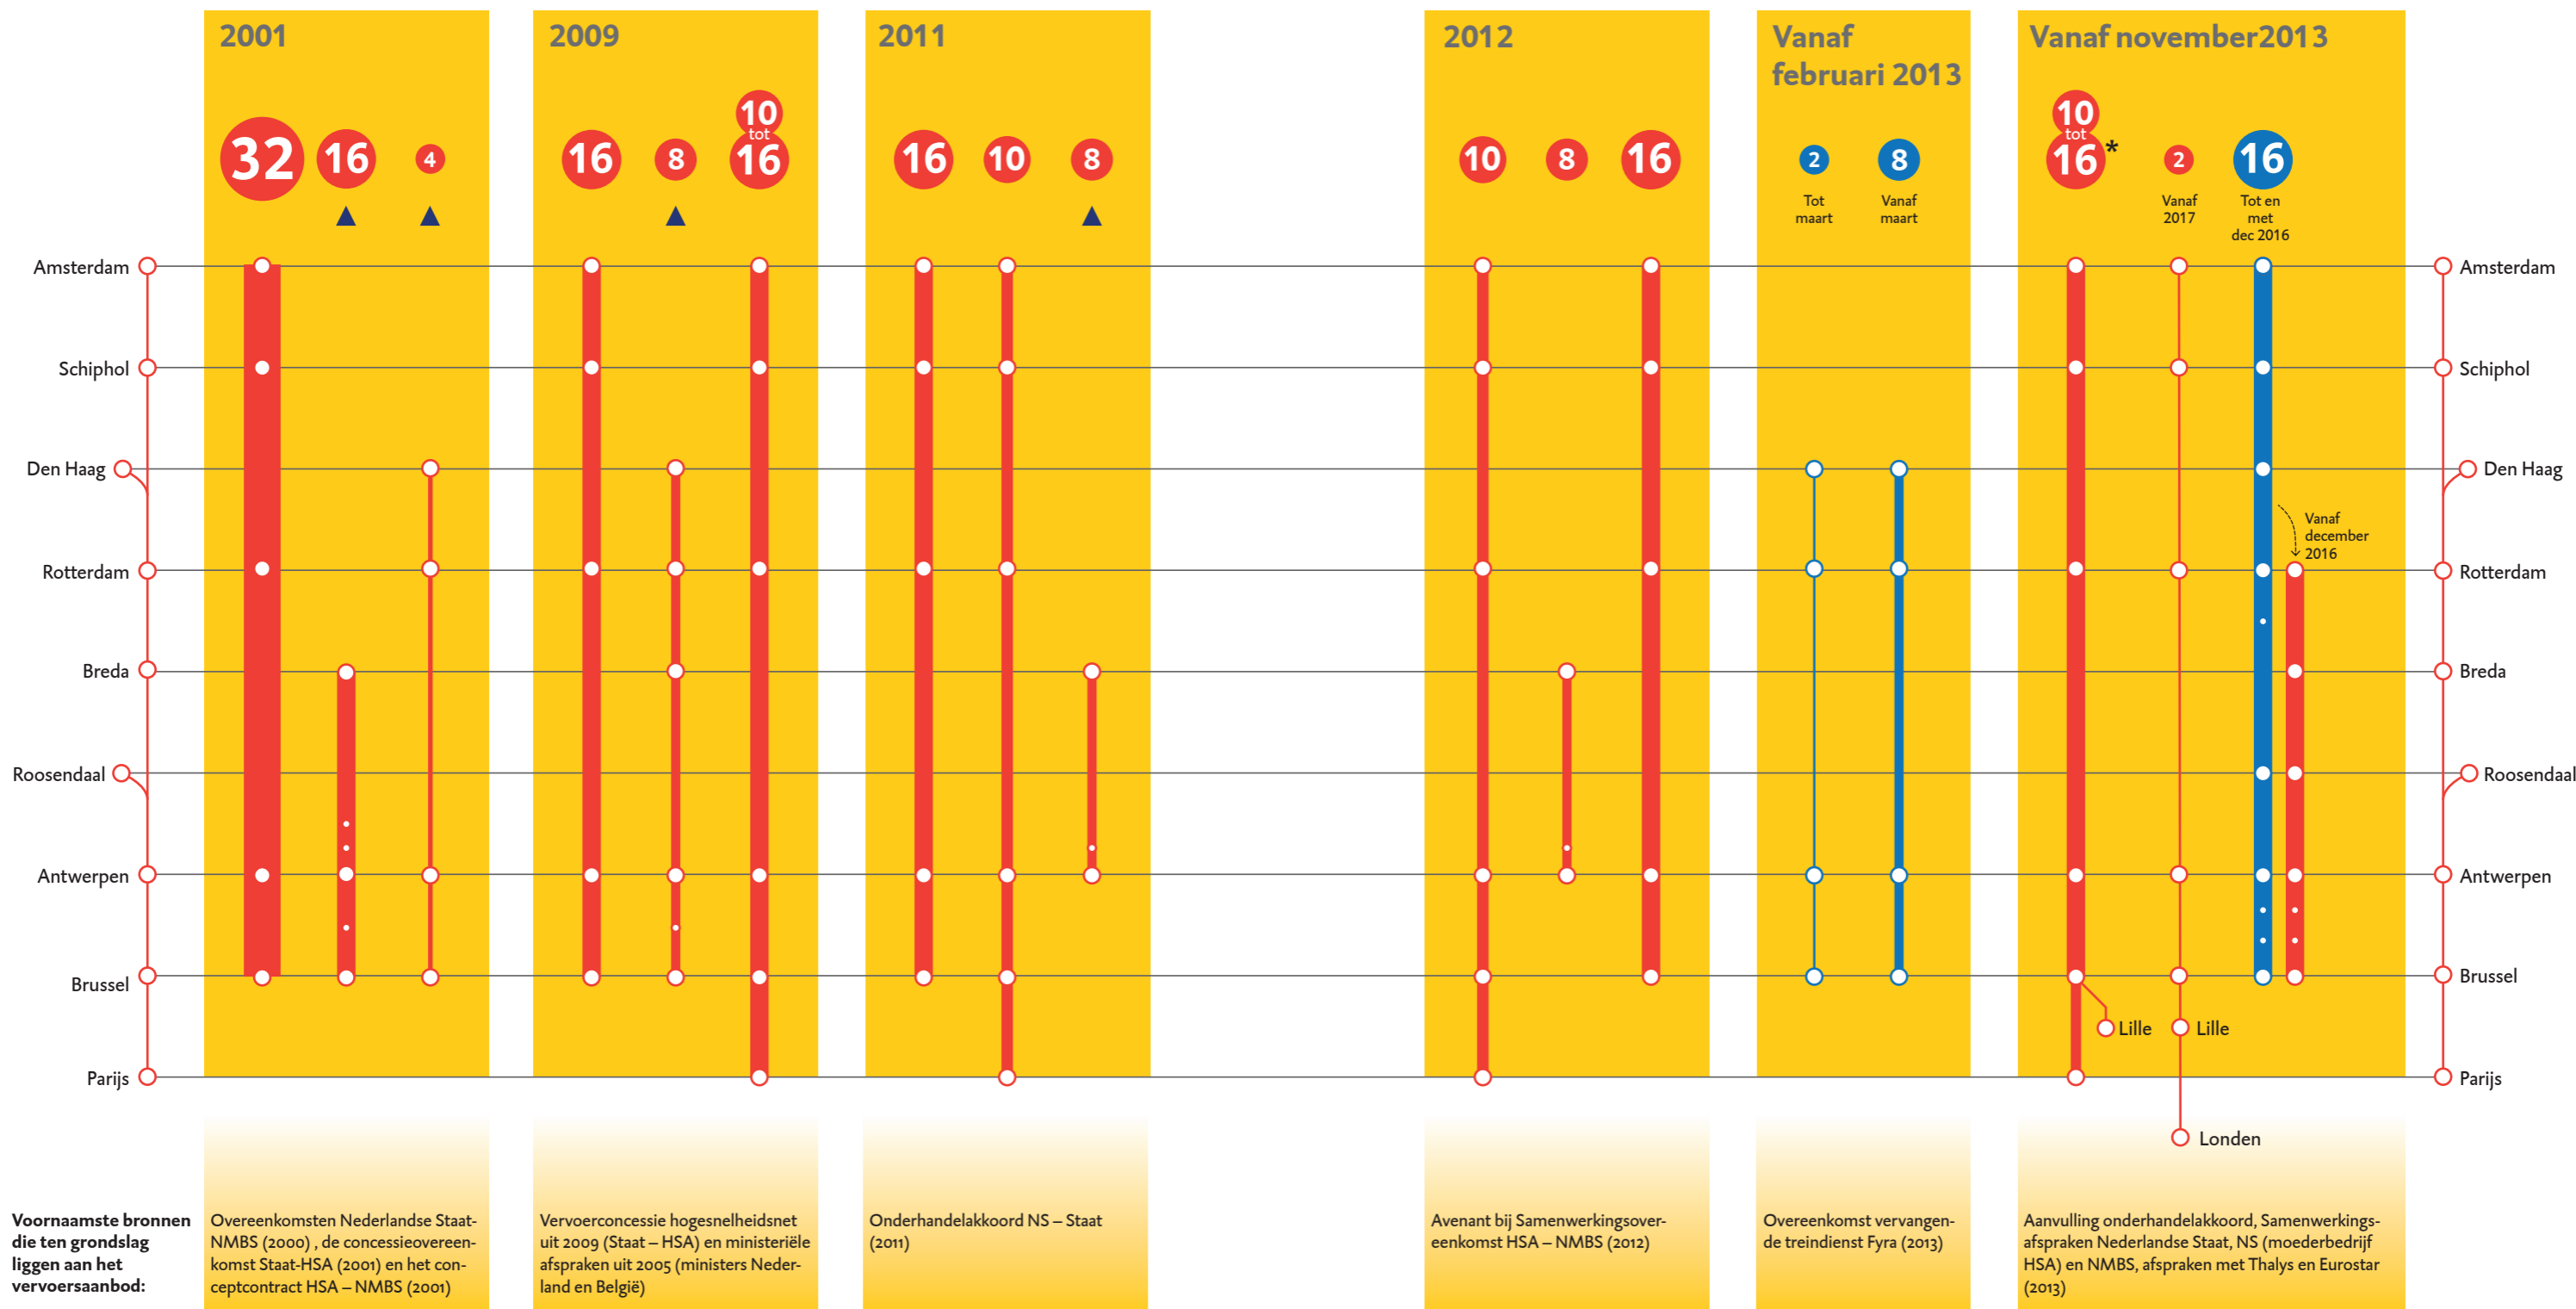 2001
2009
2011
2012
Vanaf
februari 2013
Vanaf november2013
32
16
4
16
8
10
tot
16
16
10
8
10
8
16
2
Tot
maart
8
Vanaf
maart
10
tot
16 *
2
Vanaf
2017
16
Tot en
met
dec 2016
Amsterdam
Amsterdam
Schiphol
Schiphol
Den Haag
Den Haag
Vanaf
december
2016
Rotterdam
Rotterdam
Breda
Breda
Roosendaal
Roosendaal
Antwerpen
Antwerpen
Brussel
Brussel
Lille
Lille
Parijs
Parijs
Londen
Voornaamste bronnen
die ten grondslag
liggen aan het
vervoersaanbod:
Overeenkomsten Nederlandse Staat-
NMBS (2000) , de concessieovereen-
komst Staat-HSA (2001) en het con-
ceptcontract HSA – NMBS (2001)
Vervoerconcessie hogesnelheidsnet
uit 2009 (Staat – HSA) en ministeriële
afspraken uit 2005 (ministers Neder-
land en België)
Onderhandelakkoord NS – Staat
(2011)
Avenant bij Samenwerkingsover-
eenkomst HSA – NMBS (2012)
Overeenkomst vervangen-
de treindienst Fyra (2013)
Aanvulling onderhandelakkoord, Samenwerkings-
afspraken Nederlandse Staat, NS (moederbedrijf
HSA) en NMBS, afspraken met Thalys en Eurostar
(2013)